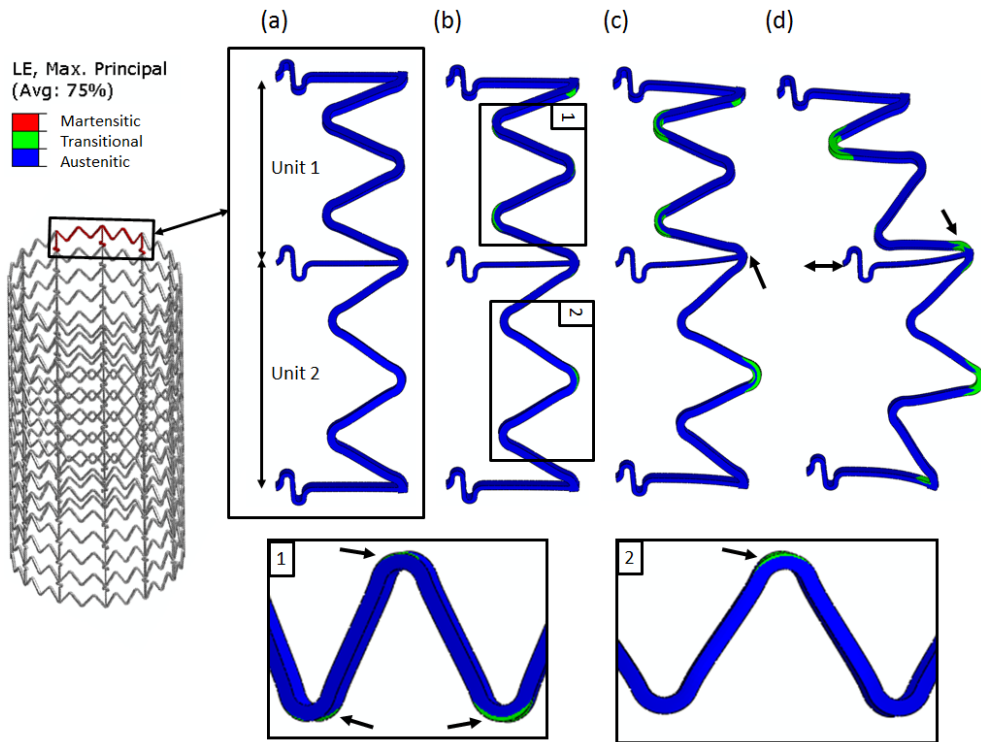 (a)
(b)
(c)
(d)
LE, Max. Principal
(Avg: 75%)
Martensitic
Transitional
Austenitic
Unit 1
Unit 2
1
2
1
2